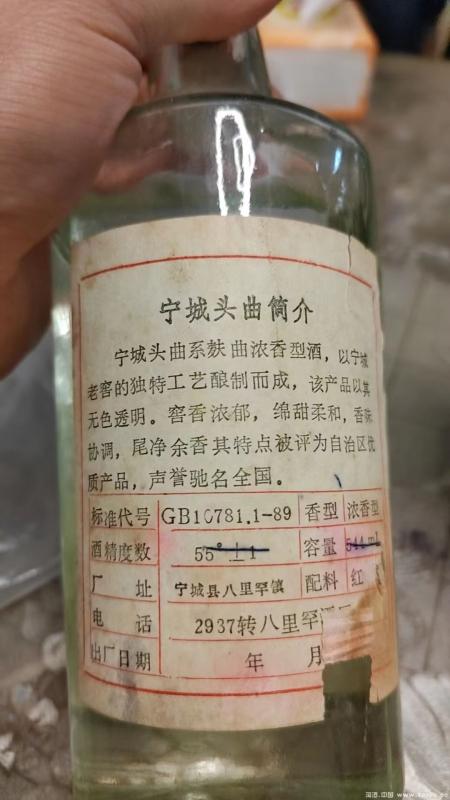 宁城头曲简介
宁城头曲系麸曲浓香型酒，以宁城
老窖的独特工艺酿制而成，该产品以其
无色透明。窖香浓郁，绵甜柔和，香味
协调，尾净余香其特点被评为自治区优
质产品，声誉驰名全国。
标准代号 GB10781.1-89 香型 浓香型
酒精度数 55°±1 容量
厂 址 宁城县八里罕镇 配料 红
电 话 2937转八里罕
出厂日期 年 月